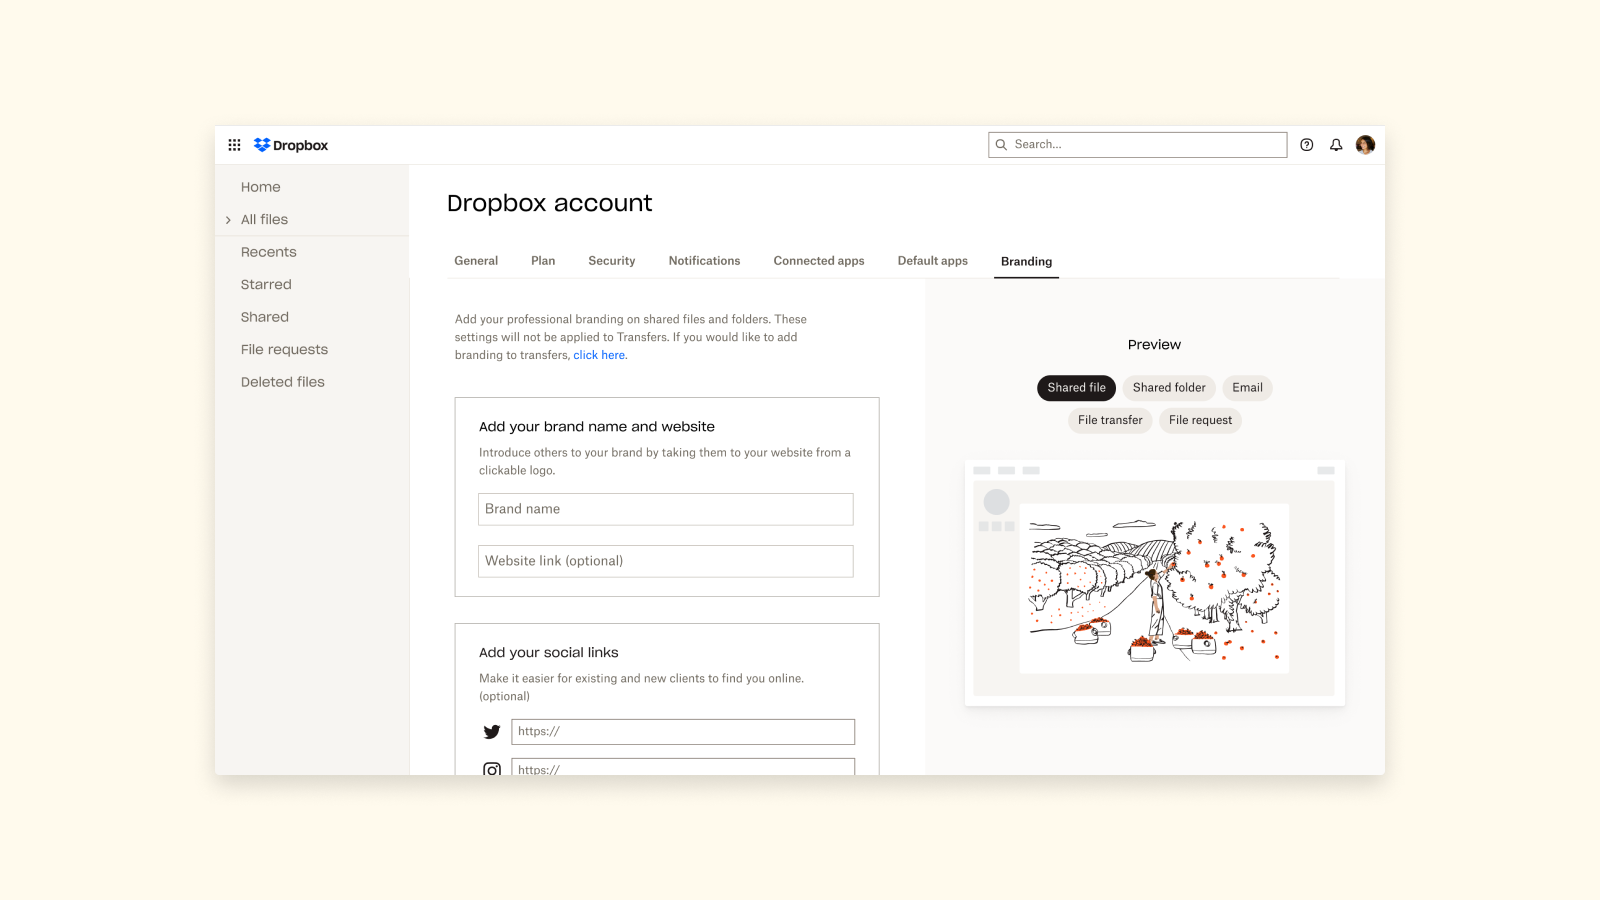 Dropbox
Search...
Home
All files
Recents
Starred
Shared
File requests
Deleted files
Dropbox account
General
Plan
Security
Notifications
Connected apps
Default apps
Branding
Add your professional branding on shared files and folders. These
settings will not be applied to Transfers. If you would like to add
branding to transfers, click here.
Add your brand name and website
Introduce others to your brand by taking them to your website from a
clickable logo.
Brand name
Website link (optional)
Add your social links
Make it easier for existing and new clients to find you online.
(optional)
https://
https://
Preview
Shared file
Shared folder
Email
File transfer
File request